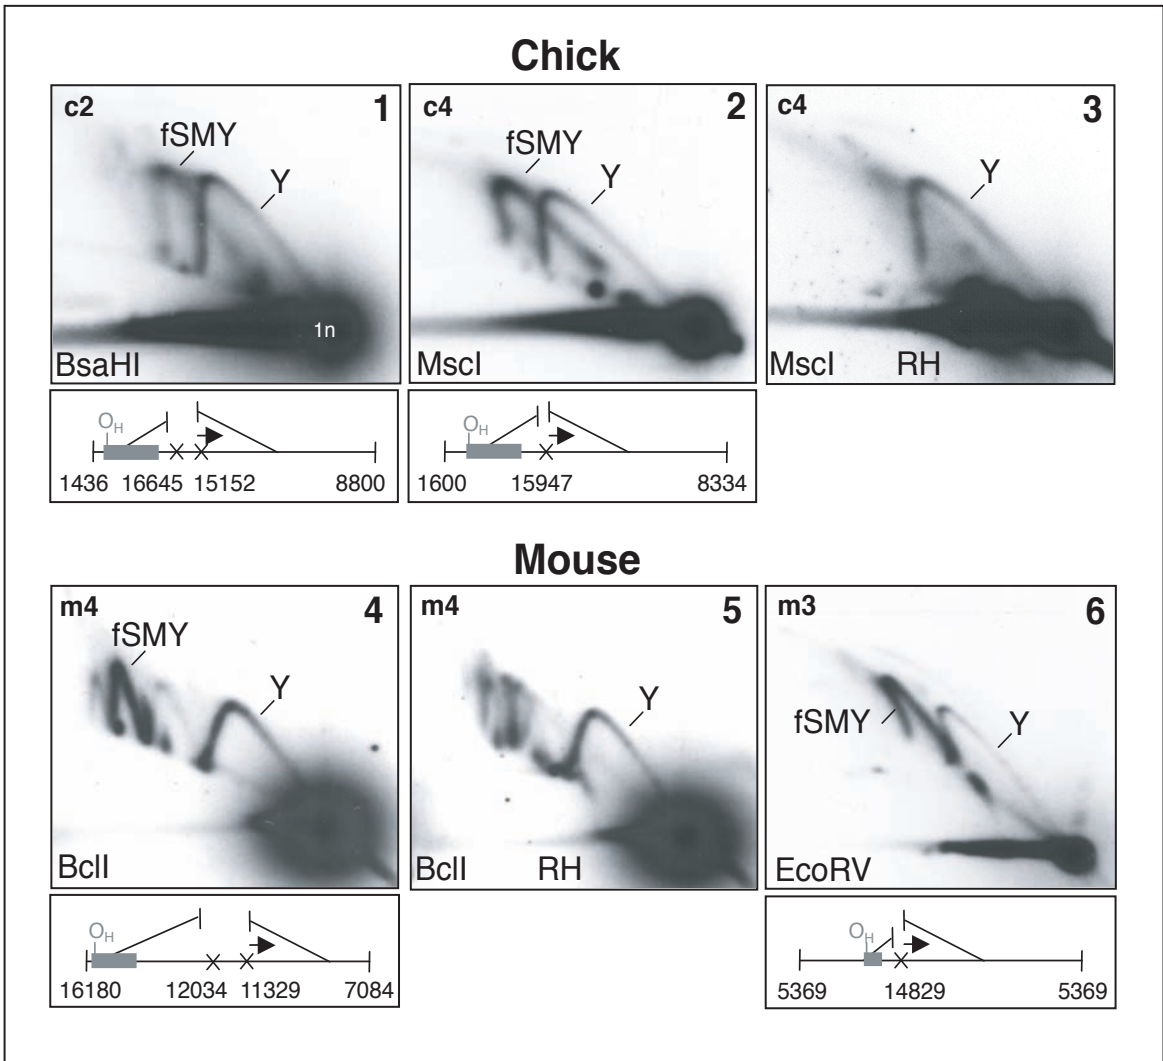 Chick
c2 1
fSMY
Y
1n
BsaHI
c4 2
fSMY
Y
MscI
c4 3
Y
MscI RH
OH
1436 16645 15152 8800
OH
1600 15947 8334
Mouse
m4 4
fSMY
Y
BclI
m4 5
Y
BclI RH
m3 6
fSMY
Y
EcoRV
OH
16180 12034 11329 7084
OH
5369 14829 5369